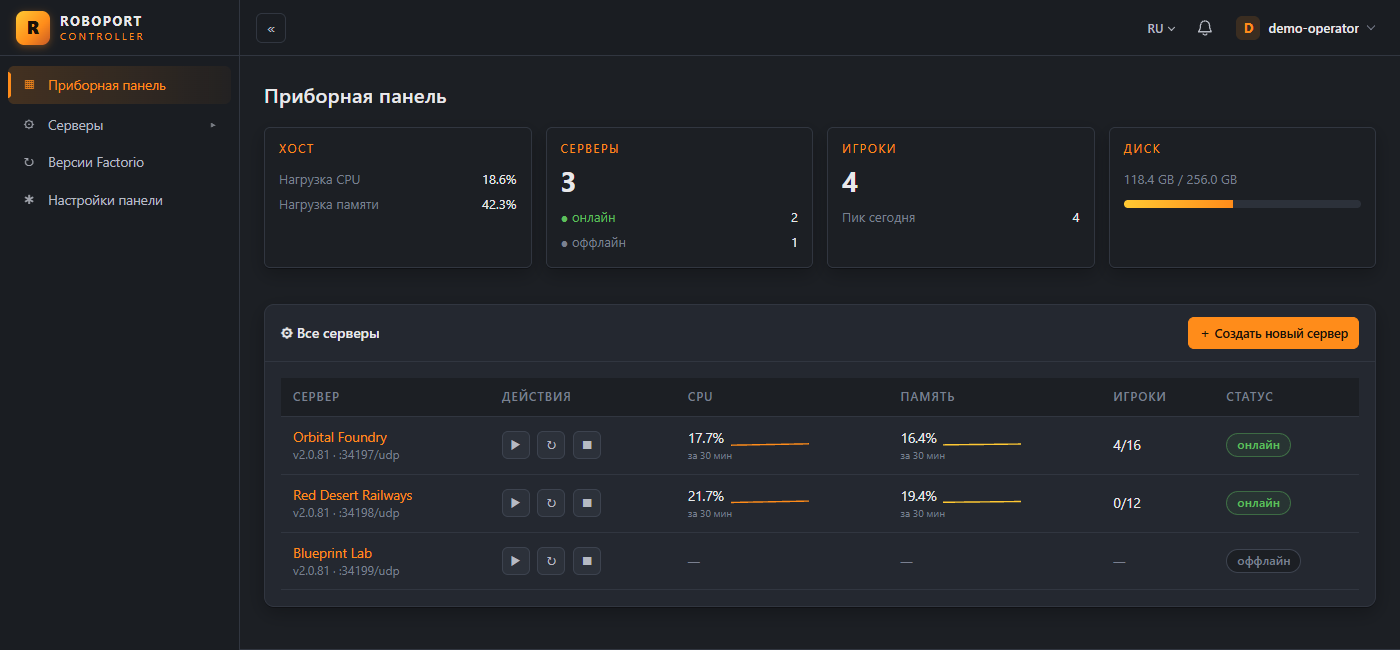 R
ROBOPORT
CONTROLLER
«
RU
D
demo-operator
Приборная панель
Серверы
Версии Factorio
Настройки панели
Приборная панель
ХОСТ
Нагрузка CPU 18.6%
Нагрузка памяти 42.3%
СЕРВЕРЫ
3
онлайн 2
оффлайн 1
ИГРОКИ
4
Пик сегодня 4
ДИСК
118.4 GB / 256.0 GB
Все серверы
+ Создать новый сервер
СЕРВЕР ДЕЙСТВИЯ CPU ПАМЯТЬ ИГРОКИ СТАТУС
Orbital Foundry 17.7% 16.4% 4/16 онлайн
v2.0.81 · :34197/udp за 30 мин за 30 мин
Red Desert Railways 21.7% 19.4% 0/12 онлайн
v2.0.81 · :34198/udp за 30 мин за 30 мин
Blueprint Lab — — — оффлайн
v2.0.81 · :34199/udp